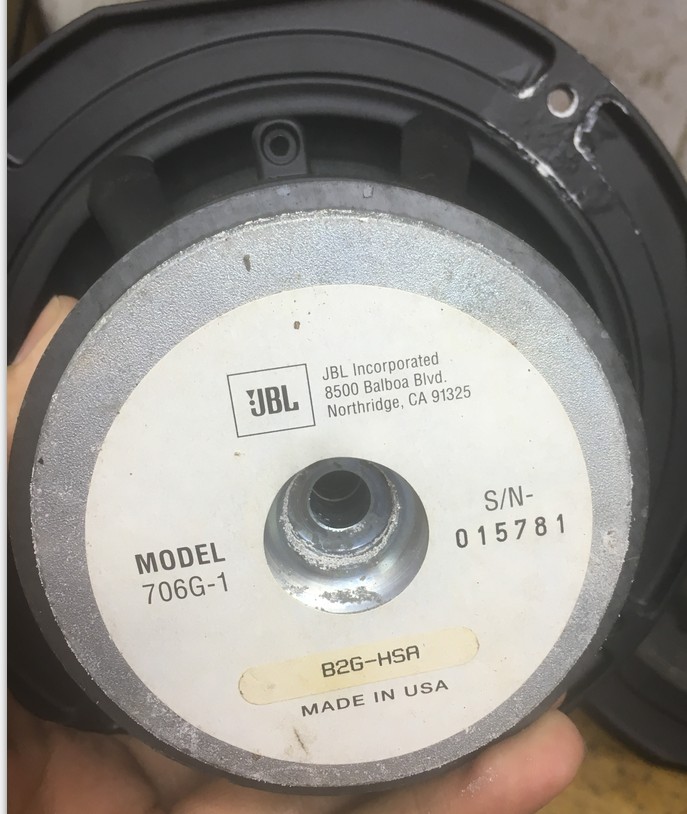 JBL
JBL Incorporated
8500 Balboa Blvd.
Northridge, CA 91325
MODEL
706G-1
S/N-
015781
B2G-HSA
MADE IN USA